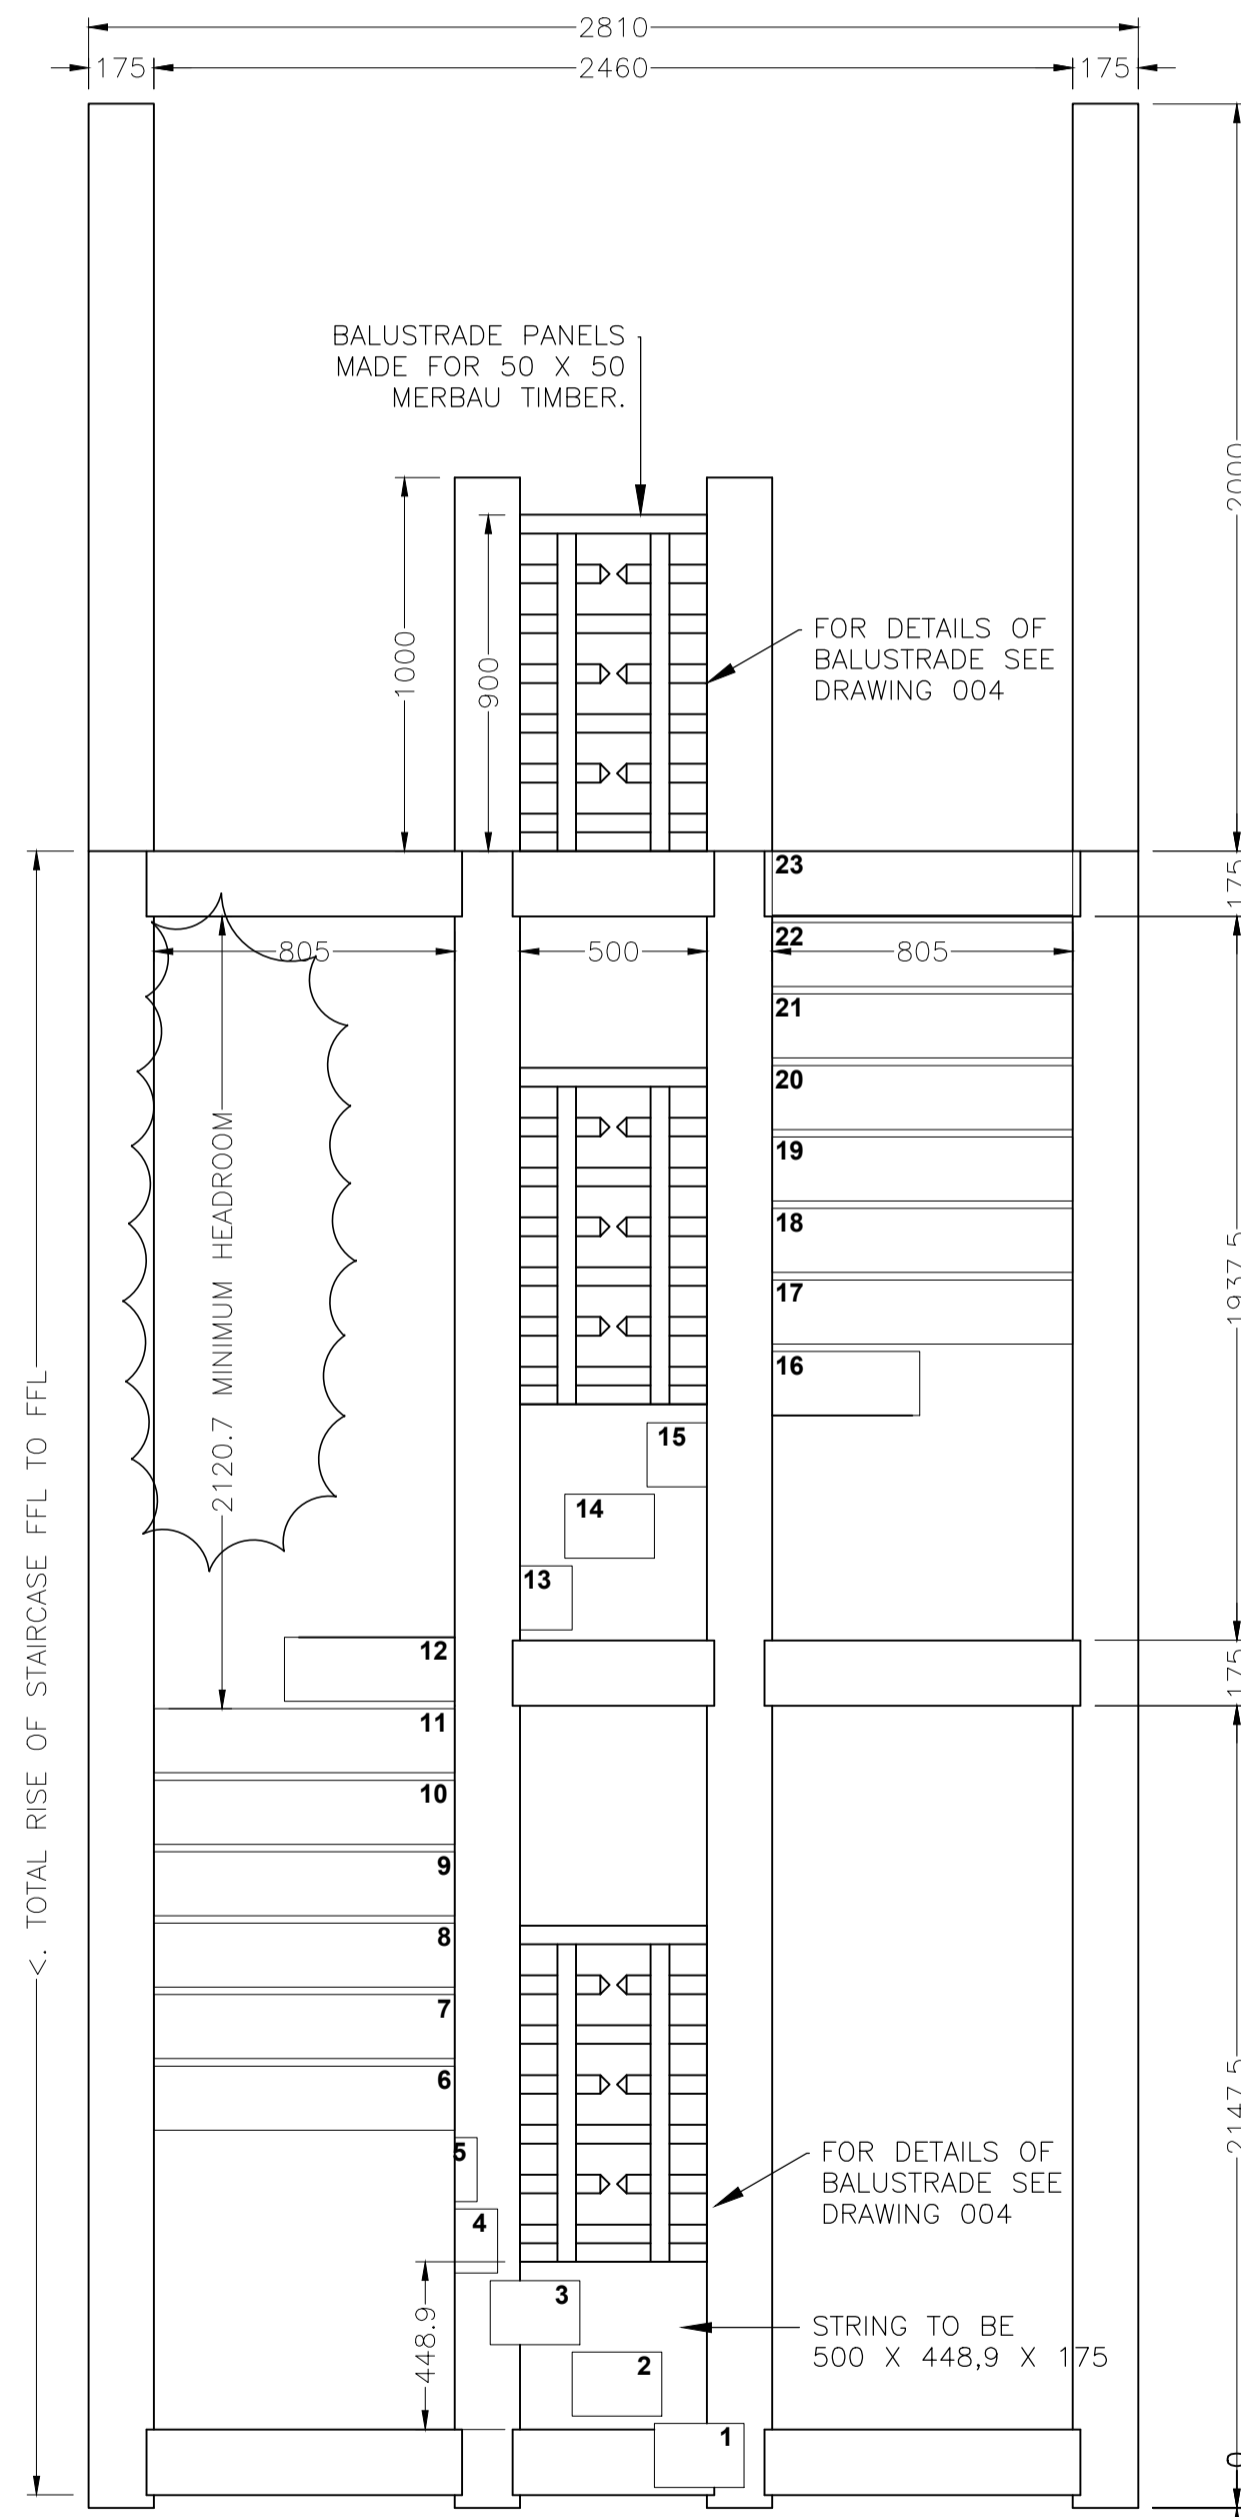 2810
175
2460
175
BALUSTRADE PANELS
MADE FOR 50 X 50
MERBAU TIMBER.
2000
1000
900
FOR DETAILS OF
BALUSTRADE SEE
DRAWING 004
23
175
22
805
500
805
21
20
19
18
17
16
15
14
13
12
11
10
9
8
7
6
5
4
3
2
1
2120.7 MINIMUM HEADROOM
1937.5
175
<. TOTAL RISE OF STAIRCASE FFL TO FFL
2147.5
FOR DETAILS OF
BALUSTRADE SEE
DRAWING 004
448.9
STRING TO BE
500 X 448,9 X 175